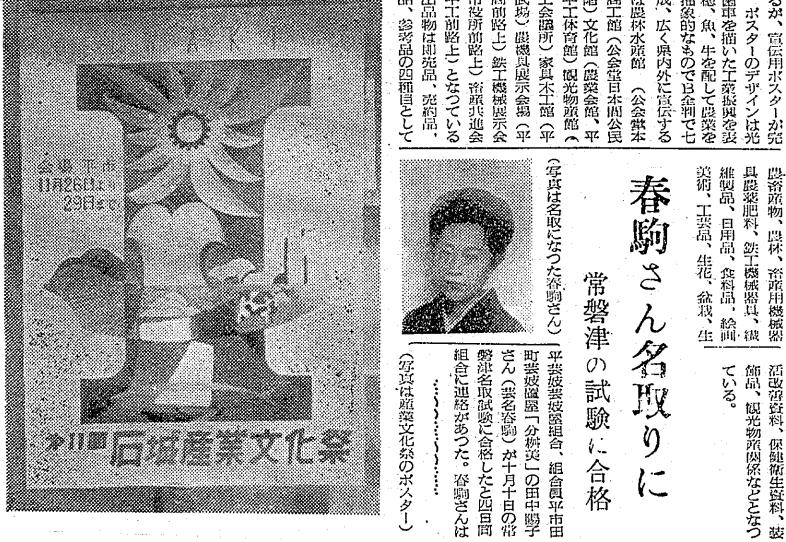 るが、宣伝用ポスターが完
ポスターのデザインは光
歯車を描いた工業振興を表
魚、牛を配して農業を
抽象的なものでB全判で七
成、広く県内外に宣伝する
は農林水産館（公会堂本
商工館（公会堂日本間公民
文化館（農業会館、平
平工体育館）観光物産館（
工会議所）家具木工館（平
農機具展示会場（平
前路上）鉄工機械展示会
市役所前路上）畜産共進会
平工前路上）となつている
出品物は即売品、売約品、
品、参考品の四種目として
農畜産物、農林、畜産用機械器
具農薬肥料、鉄工機械器具、繊
維製品、日用品、食料品、絵画
美術、工芸品、生花、盆栽、生
活改善資料、保健衛生資料、装
飾品、観光物産関係などとなつ
ている。
春駒さん名取りに
常磐津の試験に合格
（写真は名取になつた春駒さん）
平芸妓芸妓屋組合、組合員平市田
町芸妓置屋「分桝美」の田中陽子
さん（芸名春駒）が十月十日の常
磐津名取試験に合格したと四日同
組合に連絡があつた。春駒さんは
（写真は産業文化祭のポスター）
会場 平市
11月26日より
29日まで
第11回 石城産業文化祭